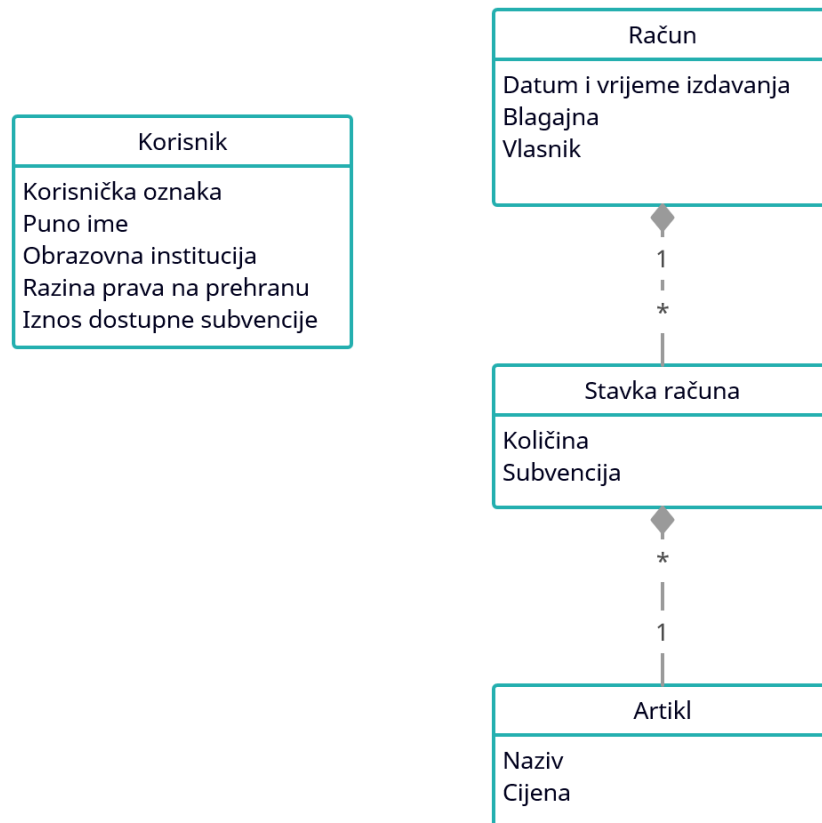 Korisnik
Korisnička oznaka
Puno ime
Obrazovna institucija
Razina prava na prehranu
Iznos dostupne subvencije
Račun
Datum i vrijeme izdavanja
Blagajna
Vlasnik
1
*
Stavka računa
Količina
Subvencija
*
1
Artikl
Naziv
Cijena